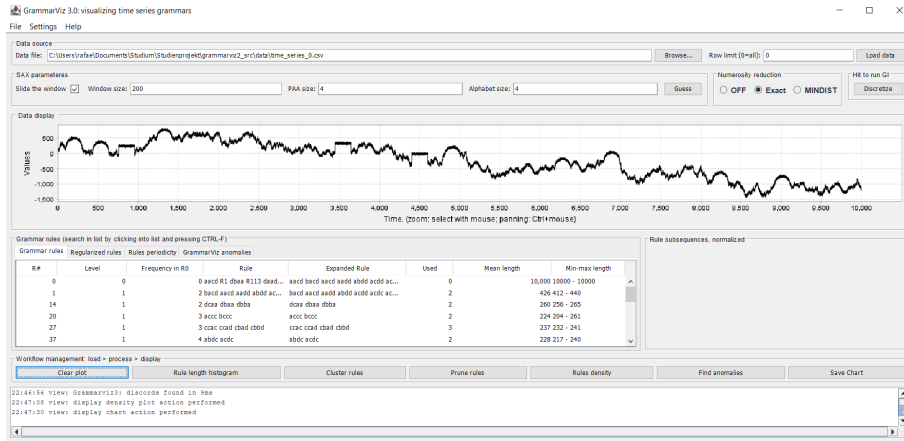 GrammarViz 3.0: visualizing time series grammars
File Settings Help
Data source
Data file: C:\Users\rafae\Documents\Studium\Studienprojekt\grammarviz2_src\data\time_series_0.csv Browse... Row limit (0=all): 0 Load data
SAX parameteres Numerosity reduction Hit to run GI
Slide the window Window size: 200 PAA size: 4 Alphabet size: 4 Guess OFF Exact MINDIST Discretize
Data display
Values
500
0
-500
-1,000
-1,500
0 500 1,000 1,500 2,000 2,500 3,000 3,500 4,000 4,500 5,000 5,500 6,000 6,500 7,000 7,500 8,000 8,500 9,000 9,500 10,000
Time. (zoom: select with mouse; panning: Ctrl+mouse)
Grammar rules (search in list by clicking into list and pressing CTRL-F) Rule subsequences, normalized
Grammar rules Regularized rules Rules periodicity GrammarViz anomalies
R# Level Frequency in R0 Rule Expanded Rule Used Mean length Min-max length
0 0 0 aacd R1 dbaa R113 daad... aacd bacd aacd aadd abdd acdd ac... 0 10,000 10000 - 10000
1 1 2 bacd aacd aadd abdd ac... bacd aacd aadd abdd acdd acdc ac... 2 426 412 - 440
14 1 2 dcaa dbaa dbba dcaa dbaa dbba 2 260 256 - 265
20 1 3 accc bccc accc bccc 2 224 204 - 261
27 1 3 ccac ccad cbad cbbd ccac ccad cbad cbbd 3 237 232 - 241
37 1 4 abdc acdc abdc acdc 2 228 217 - 240
Workflow management: load > process > display
Clear plot Rule length histogram Cluster rules Prune rules Rules density Find anomalies Save Chart
22:46:56 view: Grammarviz3: discords found in 9ms
22:47:08 view: display density plot action performed
22:47:30 view: display chart action performed